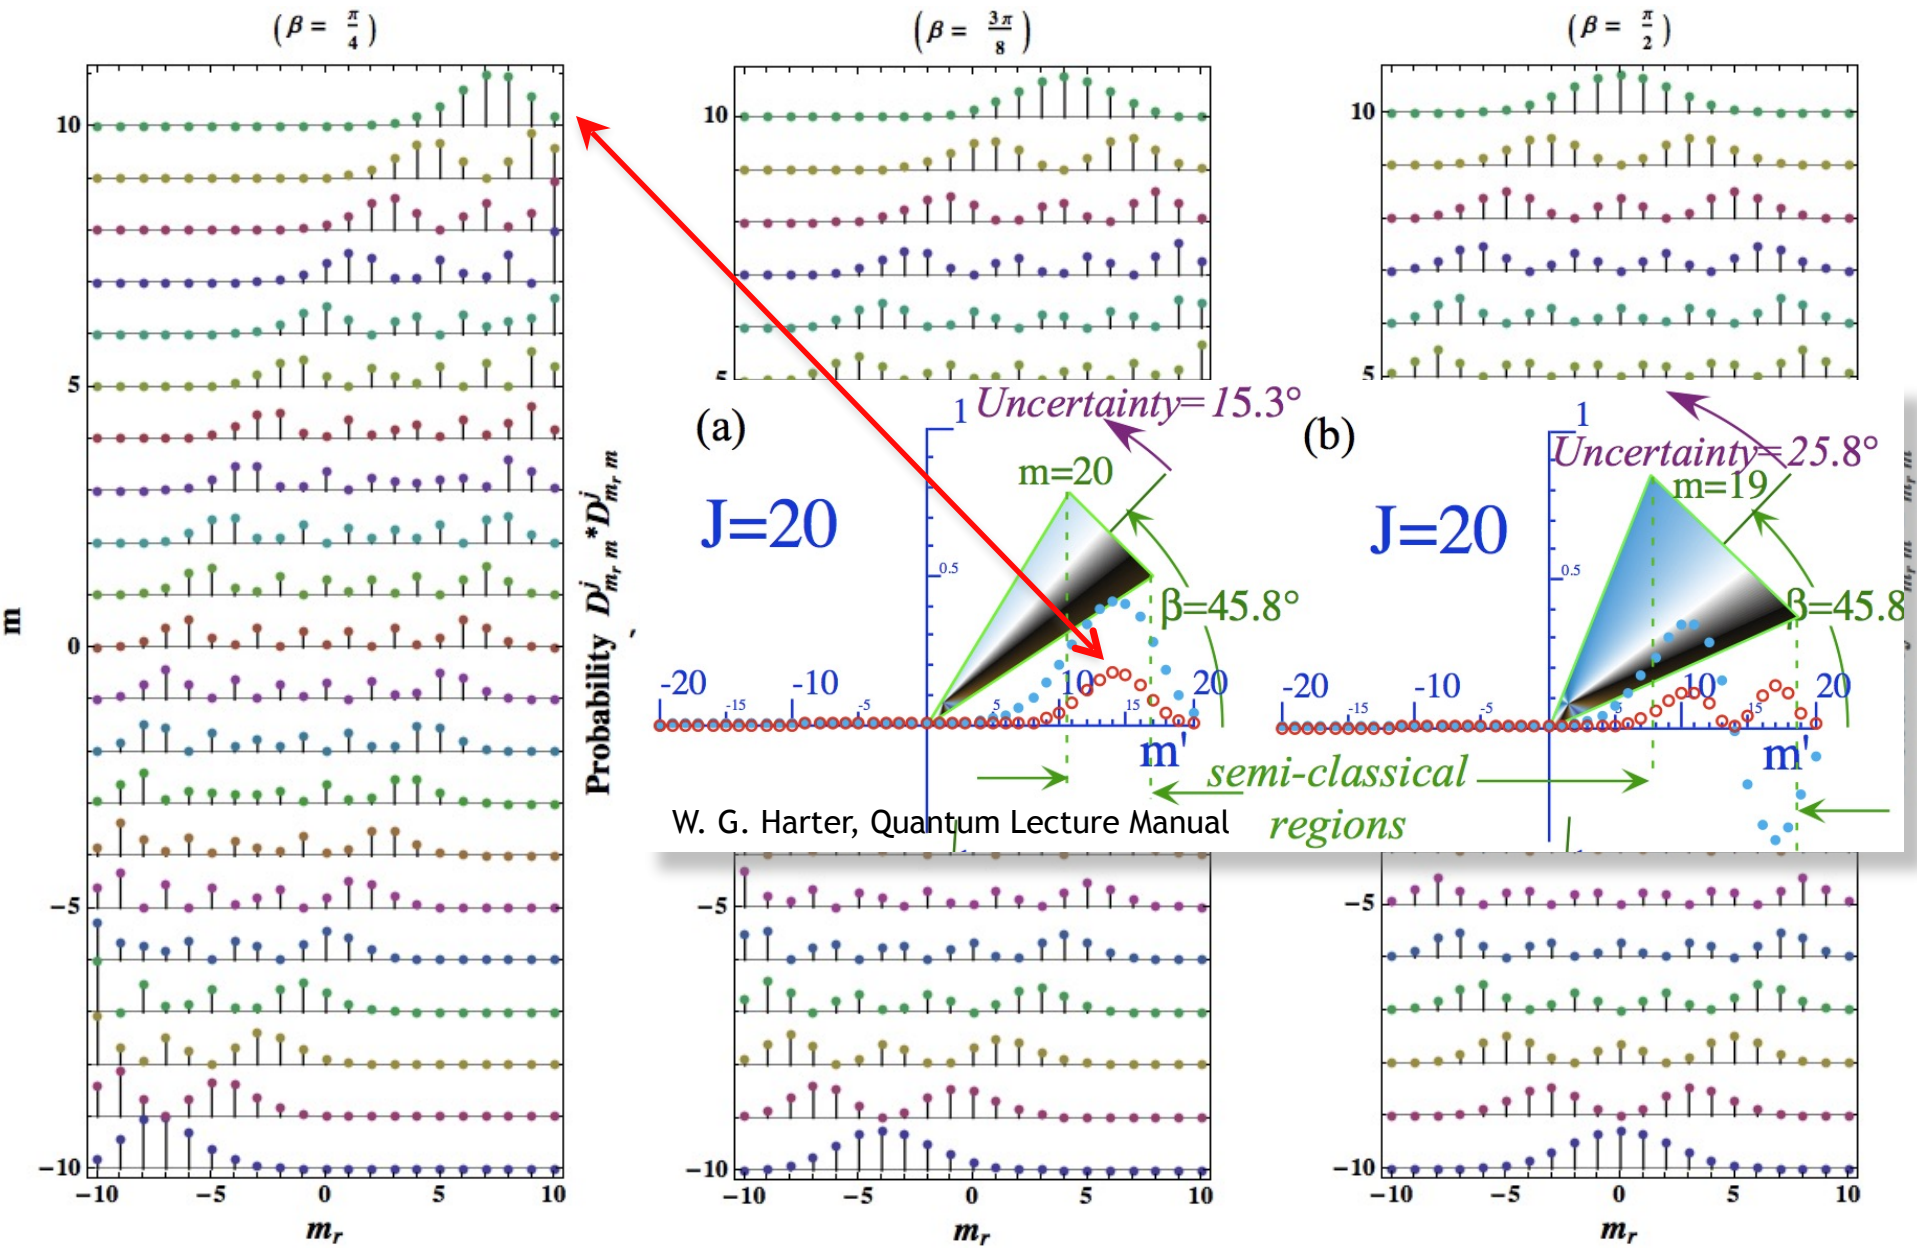 ( β = π/4 )
( β = 3π/8 )
( β = π/2 )
10
5
0
−5
−10
m
−10 −5 0 5 10
m_r
Probability D^j_{m_r m} * D^j_{m_r m}
10
5
10
5
(a)
1
Uncertainty=15.3°
m=20
J=20
0.5
β=45.8°
-20 -15 -10 -5 5 10 15 20
m'
(b)
1
Uncertainty=25.8°
m=19
J=20
0.5
β=45.8
-20 -15 -10 -5 5 10 15 20
m'
semi-classical
regions
W. G. Harter, Quantum Lecture Manual
−5
−10
−10 −5 0 5 10
m_r
−5
−10
−10 −5 0 5 10
m_r